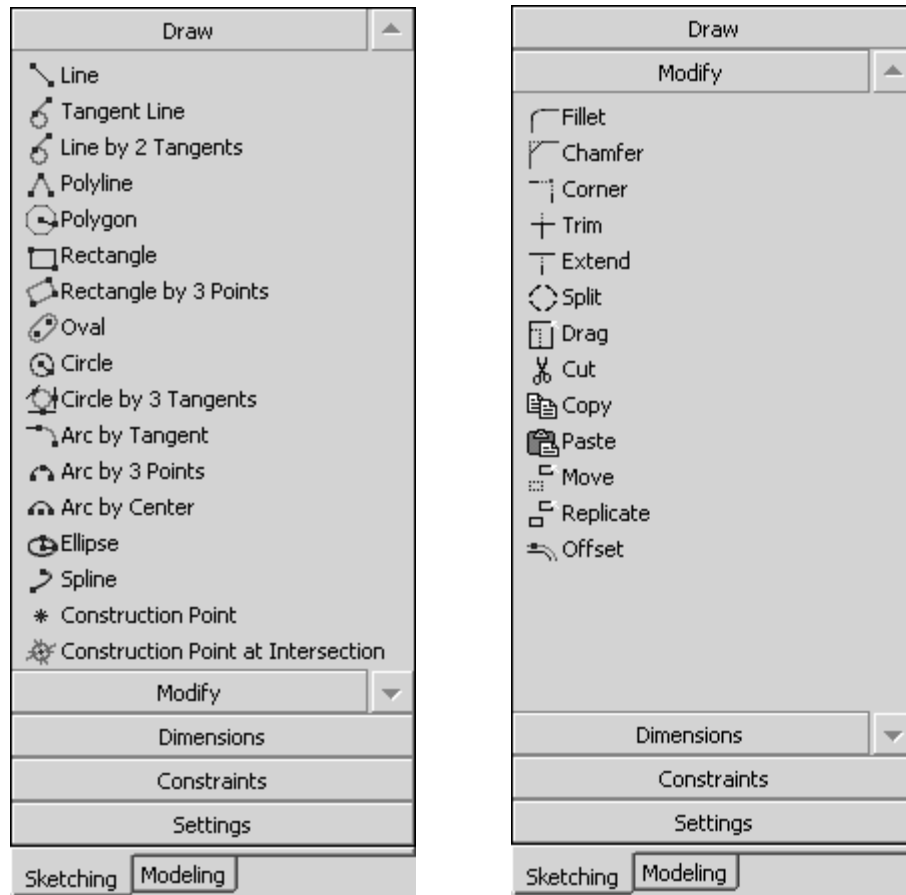 Draw
Line
Tangent Line
Line by 2 Tangents
Polyline
Polygon
Rectangle
Rectangle by 3 Points
Oval
Circle
Circle by 3 Tangents
Arc by Tangent
Arc by 3 Points
Arc by Center
Ellipse
Spline
Construction Point
Construction Point at Intersection
Modify
Dimensions
Constraints
Settings
Sketching Modeling
Draw
Modify
Fillet
Chamfer
Corner
Trim
Extend
Split
Drag
Cut
Copy
Paste
Move
Replicate
Offset
Dimensions
Constraints
Settings
Sketching Modeling